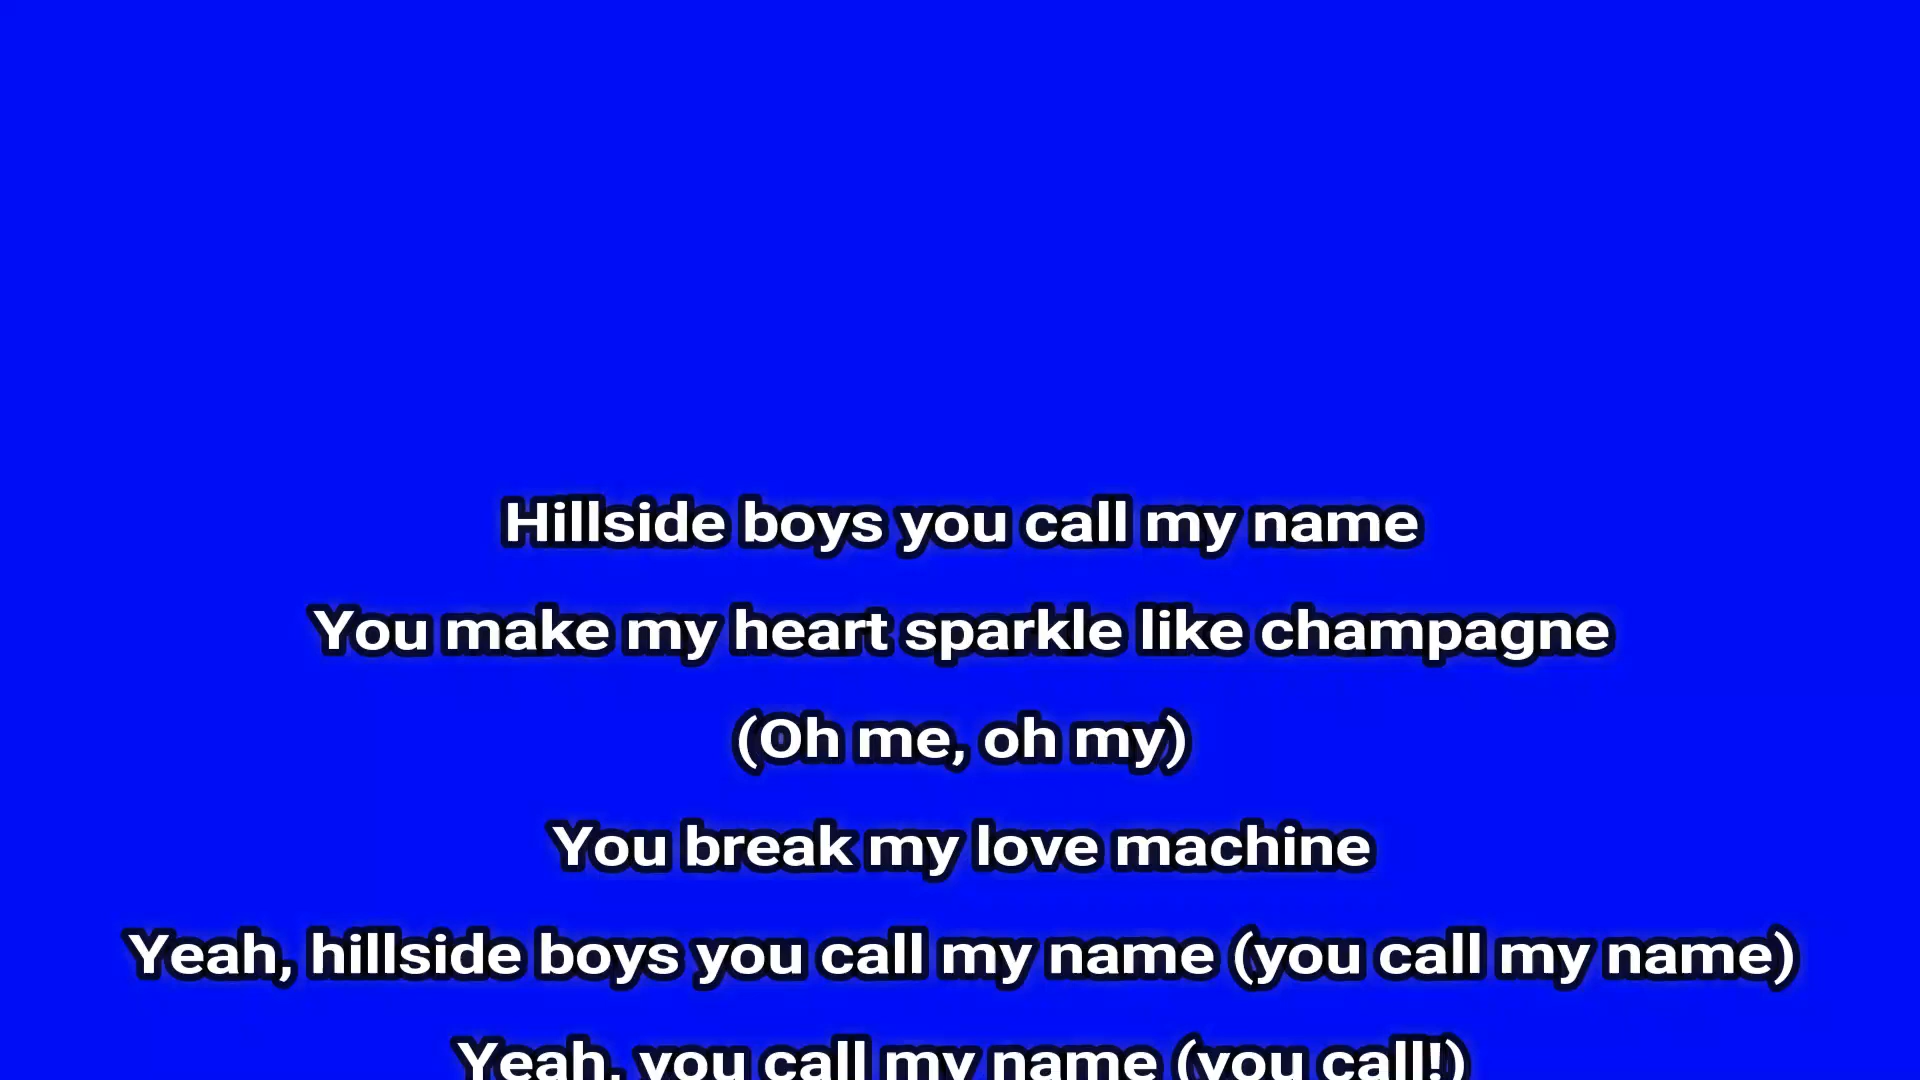 Hillside boys you call my name
You make my heart sparkle like champagne
(Oh me, oh my)
You break my love machine
Yeah, hillside boys you call my name (you call my name)
Yeah, you call my name (you call!)